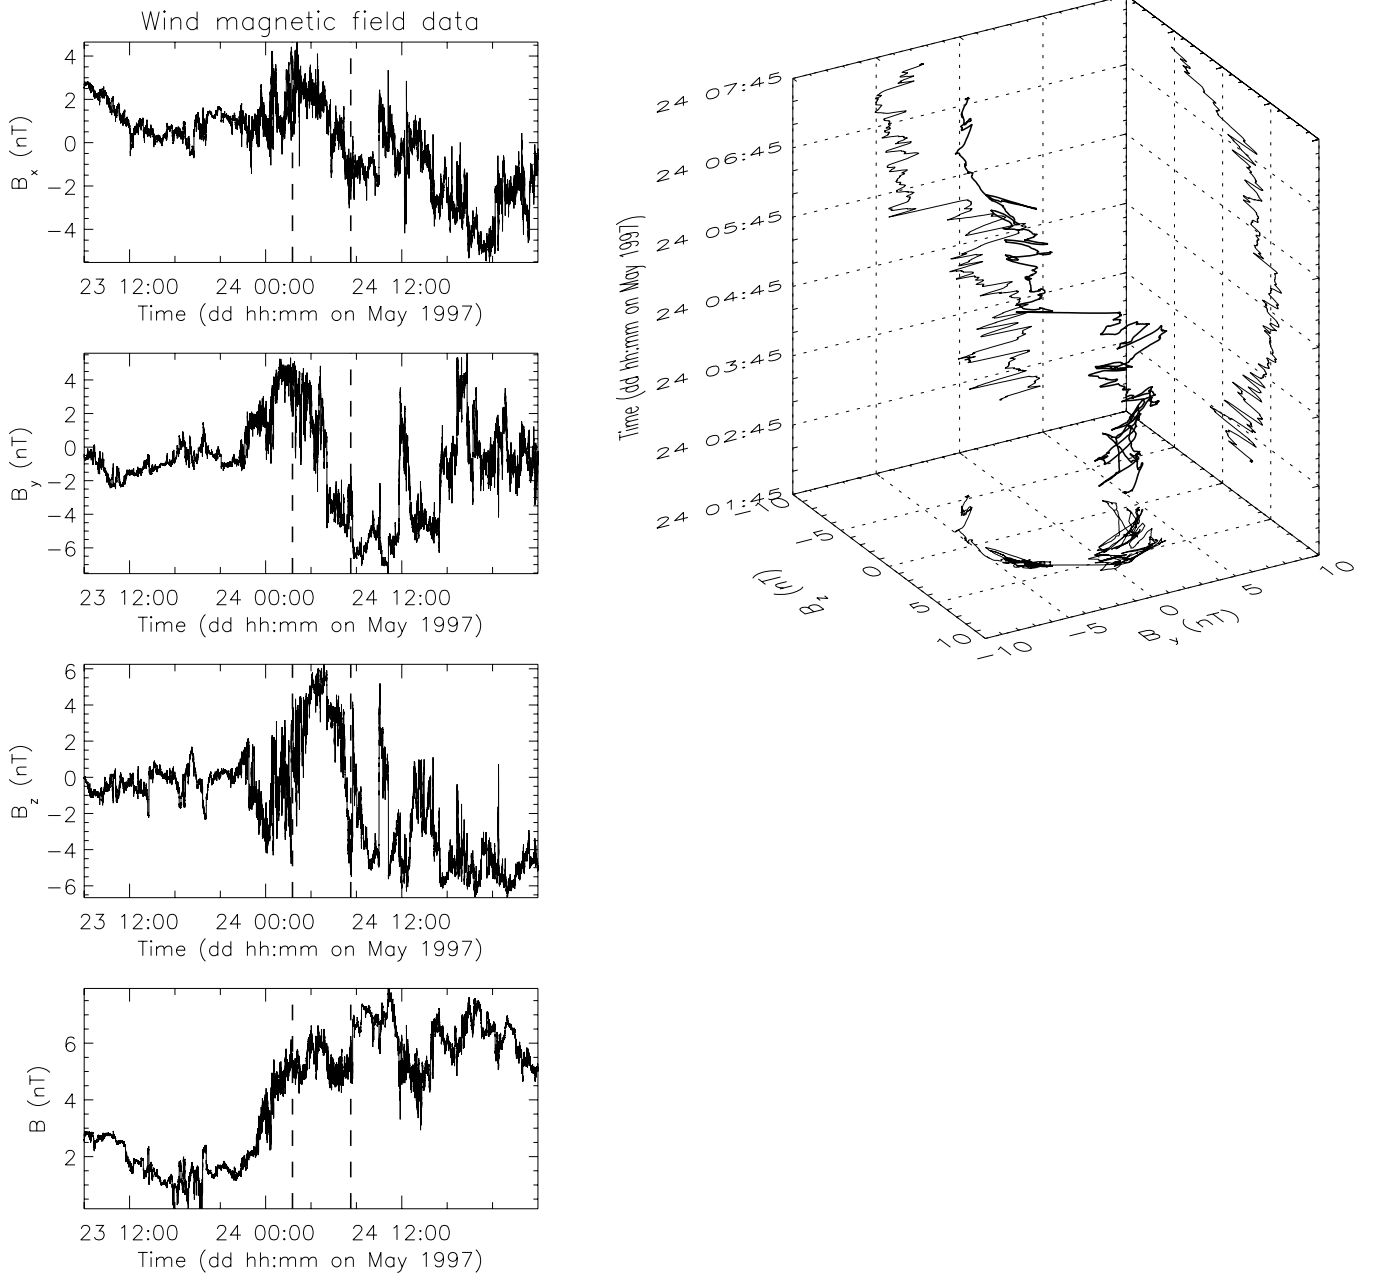 Wind magnetic field data
4
2
0
−2
−4
B_x (nT)
23 12:00 24 00:00 24 12:00
Time (dd hh:mm on May 1997)
4
2
0
−2
−4
−6
B_y (nT)
23 12:00 24 00:00 24 12:00
Time (dd hh:mm on May 1997)
6
4
2
0
−2
−4
−6
B_z (nT)
23 12:00 24 00:00 24 12:00
Time (dd hh:mm on May 1997)
6
4
2
B (nT)
23 12:00 24 00:00 24 12:00
Time (dd hh:mm on May 1997)
24 07:45
24 06:45
24 05:45
24 04:45
24 03:45
24 02:45
24 01:45
Time (dd hh:mm on May 1997)
−10
−5
0
5
10
B_z (nT)
−10
−5
0
5
10
B_y (nT)